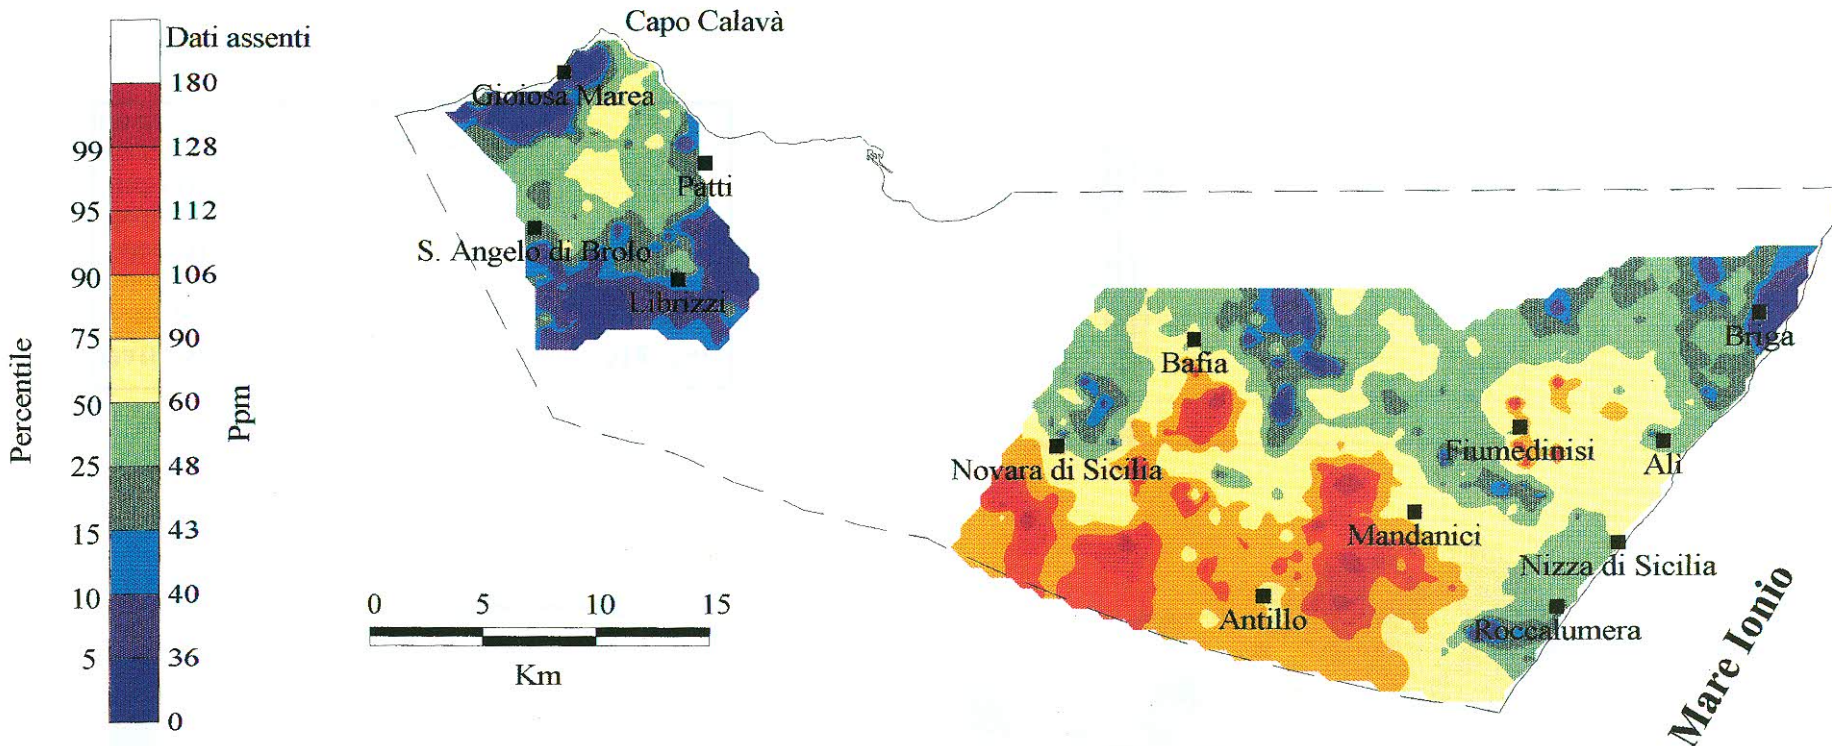 Dati assenti
180
99
128
95
112
90
106
75
90
50
60
25
48
15
43
10
40
5
36
0
Percentile
Ppm
Capo Calavà
Gioiosa Marea
Patti
S. Angelo di Brolo
Librizzi
Briga
Bafia
Novara di Sicilia
Fiumedinisi
Alì
Mandanici
Nizza di Sicilia
Antillo
Roccalumera
0 5 10 15
Km
Mare Ionio